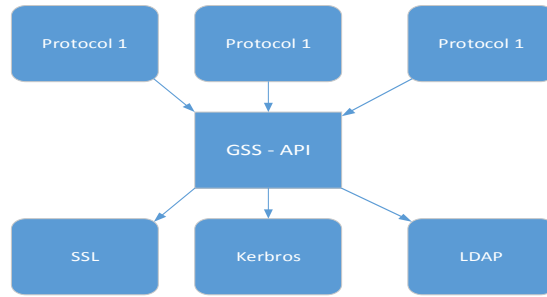 Protocol 1
Protocol 1
Protocol 1
GSS - API
SSL
Kerbros
LDAP